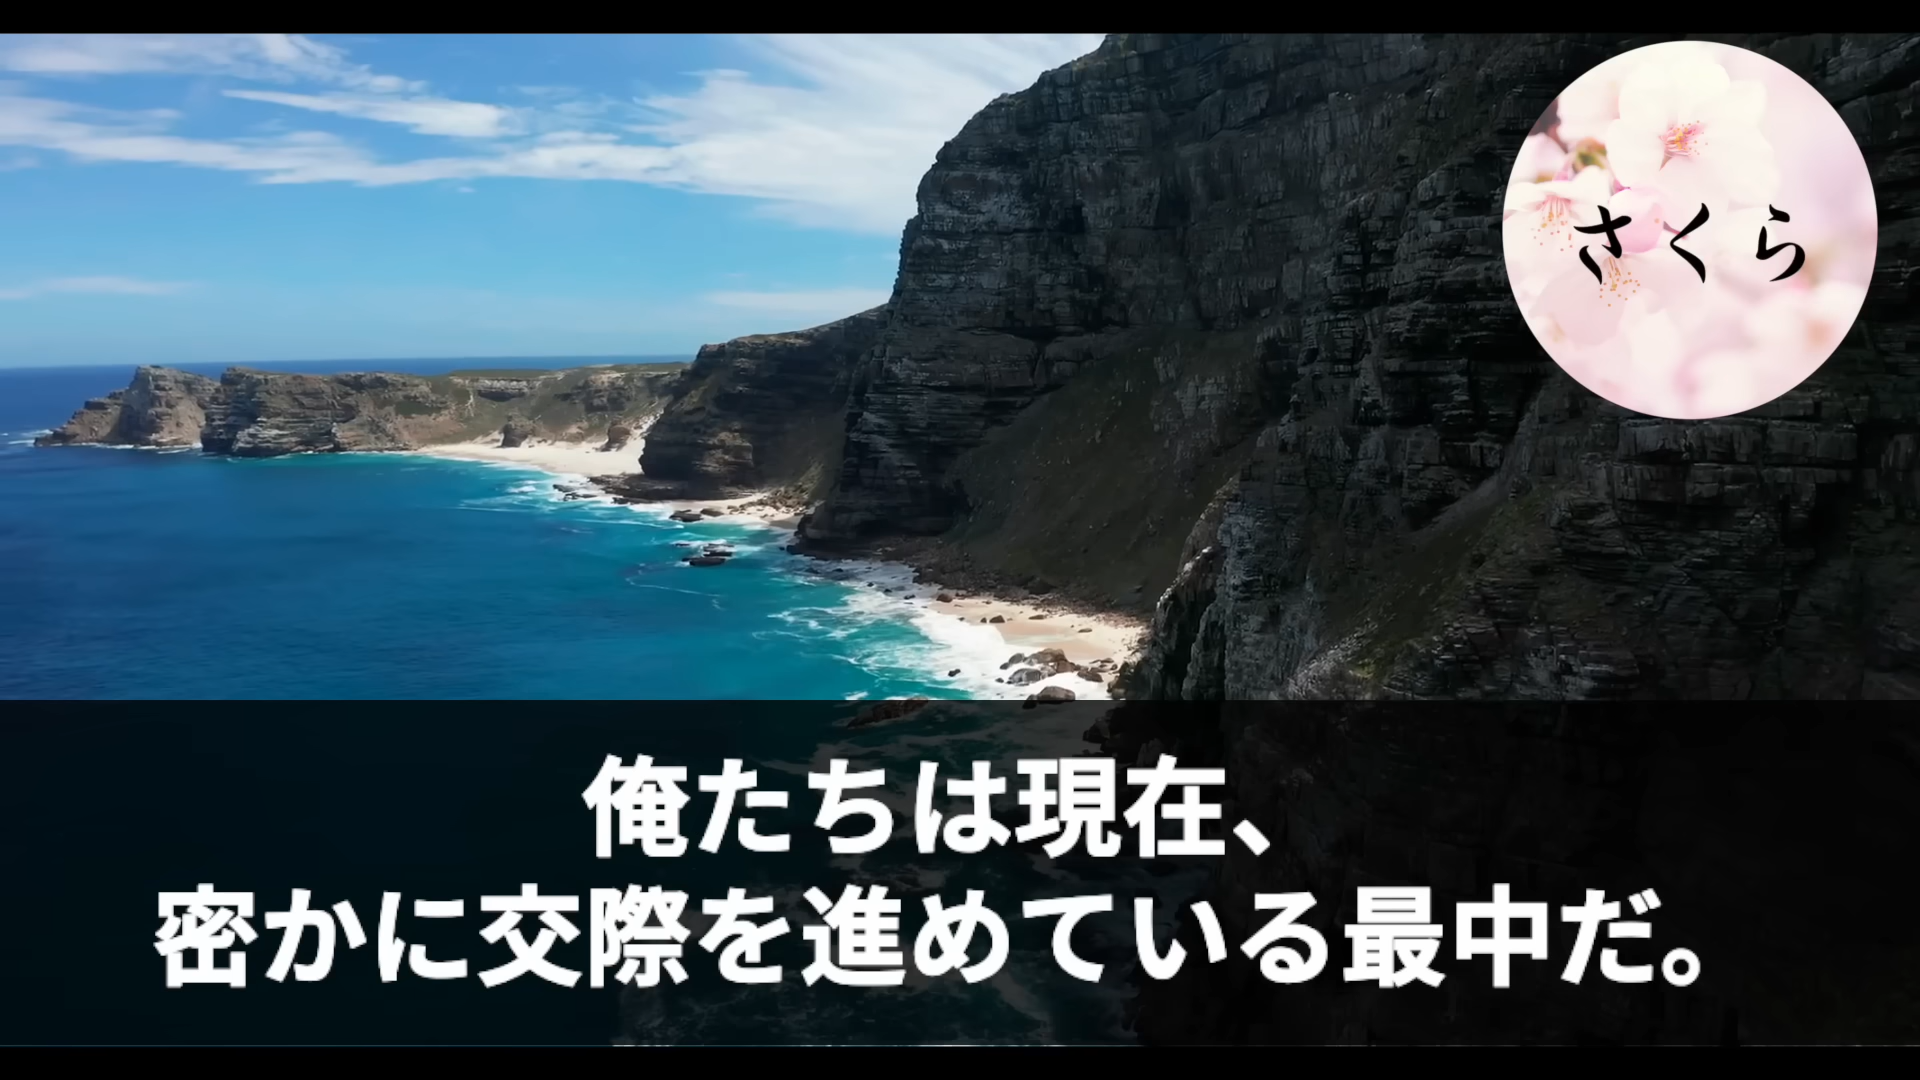 さくら
俺たちは現在、
密かに交際を進めている最中だ。